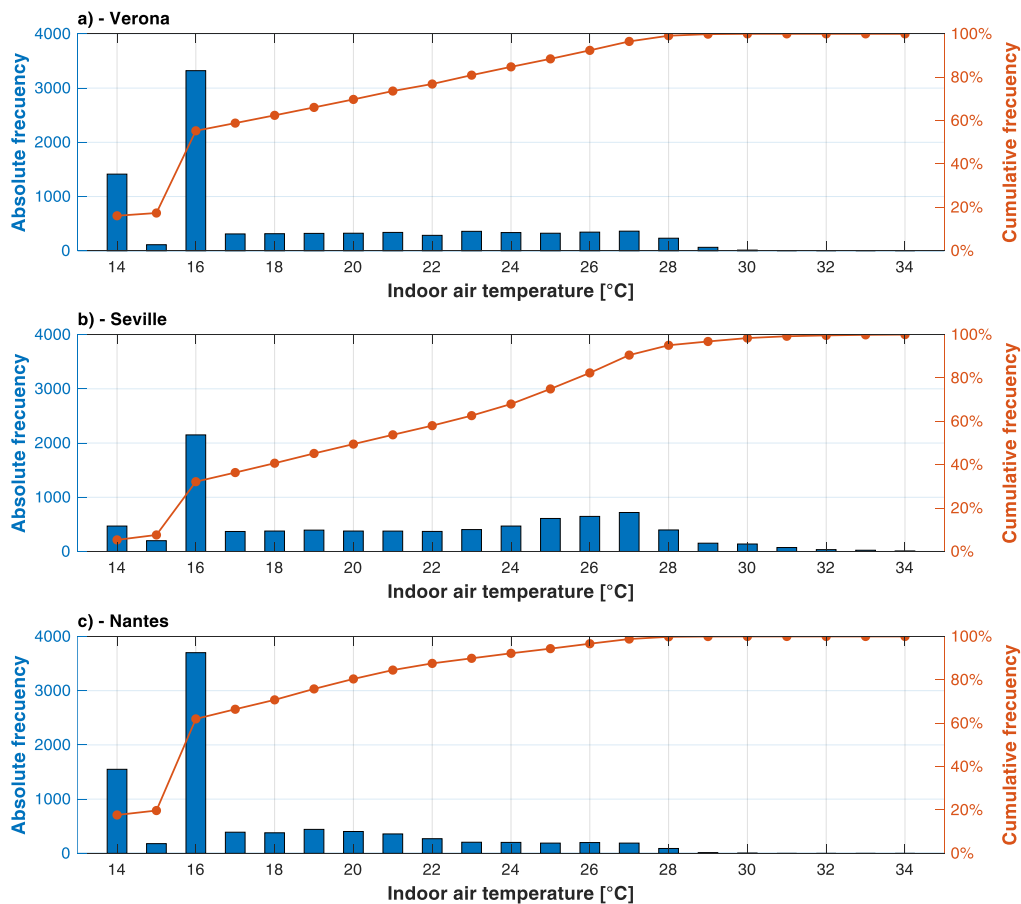 a) - Verona
4000
3000
2000
1000
0
Absolute frecuency
100%
80%
60%
40%
20%
0%
Cumulative frecuency
14 16 18 20 22 24 26 28 30 32 34
Indoor air temperature [°C]
b) - Seville
4000
3000
2000
1000
0
Absolute frecuency
100%
80%
60%
40%
20%
0%
Cumulative frecuency
14 16 18 20 22 24 26 28 30 32 34
Indoor air temperature [°C]
c) - Nantes
4000
3000
2000
1000
0
Absolute frecuency
100%
80%
60%
40%
20%
0%
Cumulative frecuency
14 16 18 20 22 24 26 28 30 32 34
Indoor air temperature [°C]